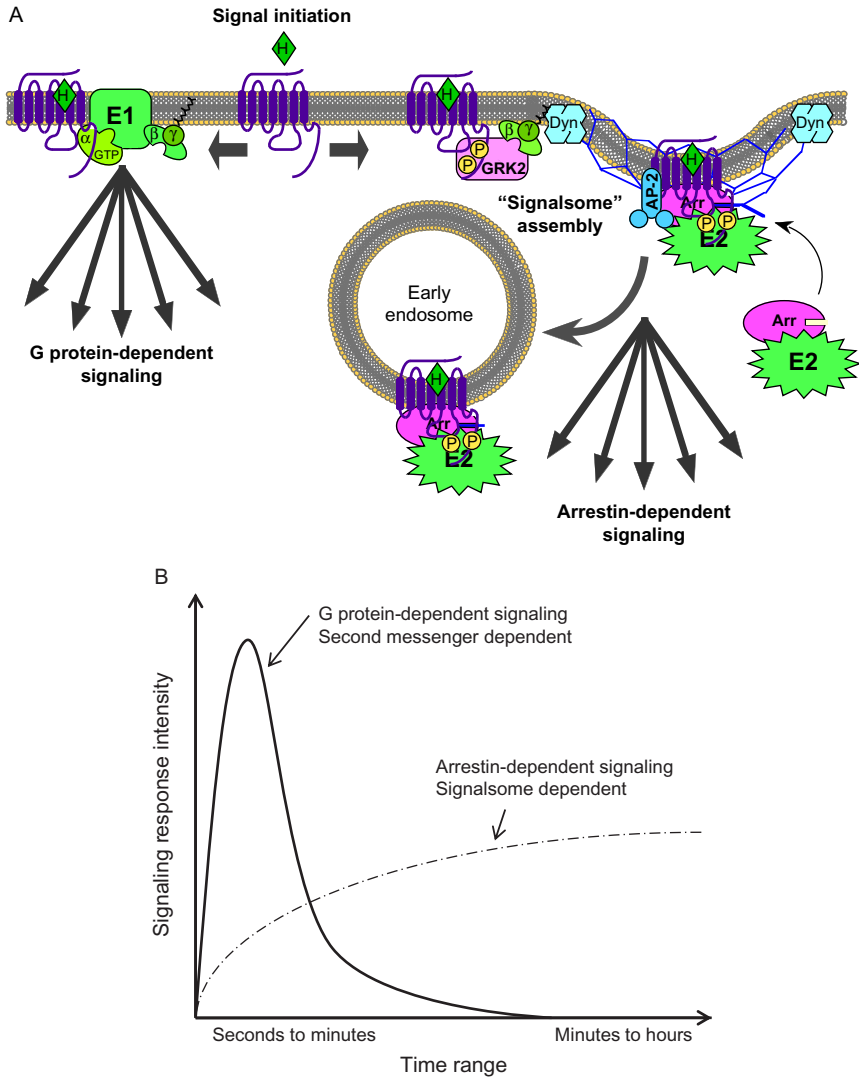 A
Signal initiation
H
H
E1
α
GTP
β
γ
H
β
γ
P
P
GRK2
Dyn
Dyn
H
AP-2
Arr
P
P
E2
“Signalsome”
assembly
Early
endosome
Arr
E2
G protein-dependent
signaling
H
Arr
P
P
E2
Arrestin-dependent
signaling
B
G protein-dependent signaling
Second messenger dependent
Arrestin-dependent signaling
Signalsome dependent
Signaling response intensity
Seconds to minutes
Minutes to hours
Time range